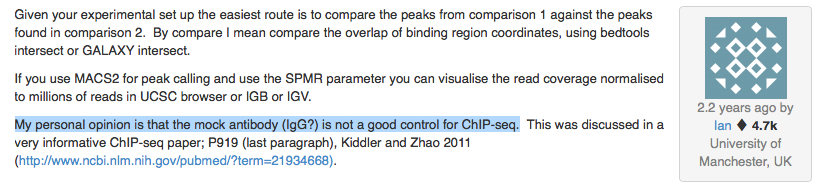 Given your experimental set up the easiest route is to compare the peaks from comparison 1 against the peaks
found in comparison 2.  By compare I mean compare the overlap of binding region coordinates, using bedtools
intersect or GALAXY intersect.
If you use MACS2 for peak calling and use the SPMR parameter you can visualise the read coverage normalised
to millions of reads in UCSC browser or IGB or IGV.
My personal opinion is that the mock antibody (IgG?) is not a good control for ChIP-seq.  This was discussed in a
very informative ChIP-seq paper; P919 (last paragraph), Kiddler and Zhao 2011
(http://www.ncbi.nlm.nih.gov/pubmed/?term=21934668).
2.2 years ago by
Ian ♦ 4.7k
University of
Manchester, UK